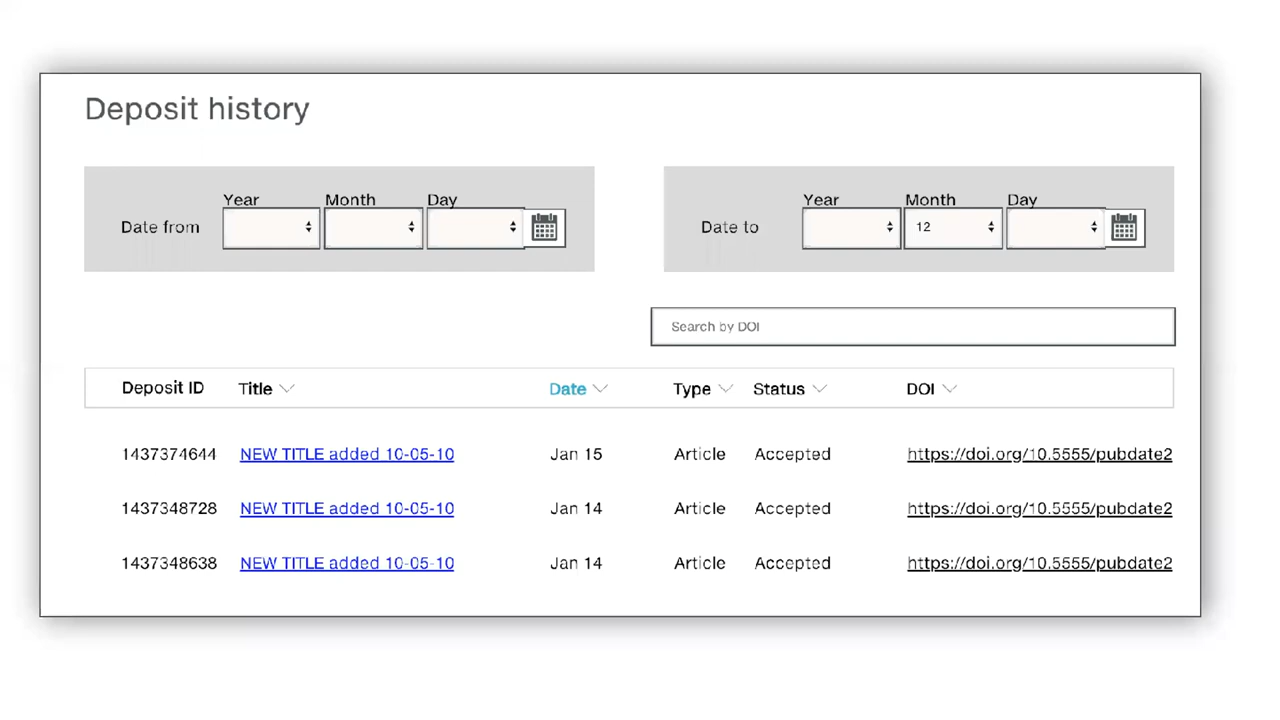 Deposit history
Year Month Day
Date from
Year Month Day
Date to 12
Search by DOI
Deposit ID Title Date Type Status DOI
1437374644 NEW TITLE added 10-05-10 Jan 15 Article Accepted https://doi.org/10.5555/pubdate2
1437348728 NEW TITLE added 10-05-10 Jan 14 Article Accepted https://doi.org/10.5555/pubdate2
1437348638 NEW TITLE added 10-05-10 Jan 14 Article Accepted https://doi.org/10.5555/pubdate2